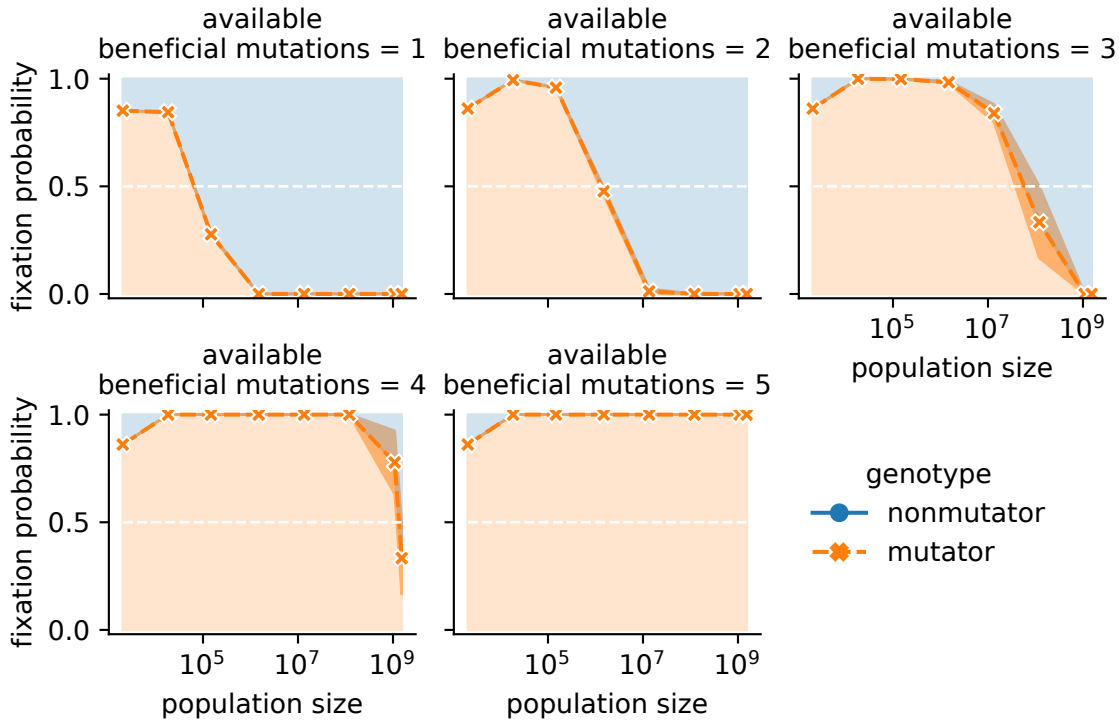 available
beneficial mutations = 1
available
beneficial mutations = 2
available
beneficial mutations = 3
fixation probability
1.0
0.5
0.0
10^5
10^7
10^9
population size
available
beneficial mutations = 4
available
beneficial mutations = 5
fixation probability
1.0
0.5
0.0
10^5
10^7
10^9
population size
10^5
10^7
10^9
population size
genotype
nonmutator
mutator